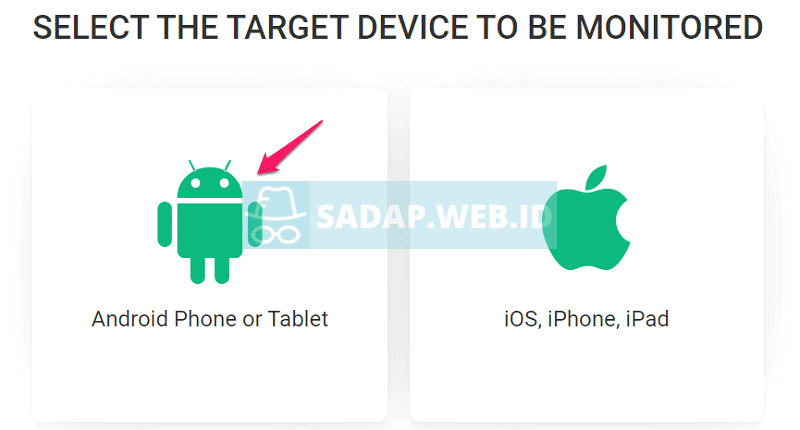 SELECT THE TARGET DEVICE TO BE MONITORED
SADAP.WEB.ID
Android Phone or Tablet
iOS, iPhone, iPad